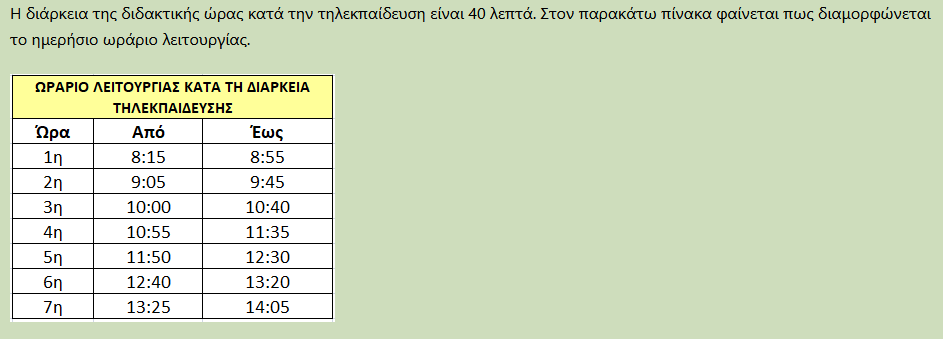 Η διάρκεια της διδακτικής ώρας κατά την τηλεκπαίδευση είναι 40 λεπτά. Στον παρακάτω πίνακα φαίνεται πως διαμορφώνεται
το ημερήσιο ωράριο λειτουργίας.
ΩΡΑΡΙΟ ΛΕΙΤΟΥΡΓΙΑΣ ΚΑΤΑ ΤΗ ΔΙΑΡΚΕΙΑ
ΤΗΛΕΚΠΑΙΔΕΥΣΗΣ
Ώρα Από Έως
1η 8:15 8:55
2η 9:05 9:45
3η 10:00 10:40
4η 10:55 11:35
5η 11:50 12:30
6η 12:40 13:20
7η 13:25 14:05